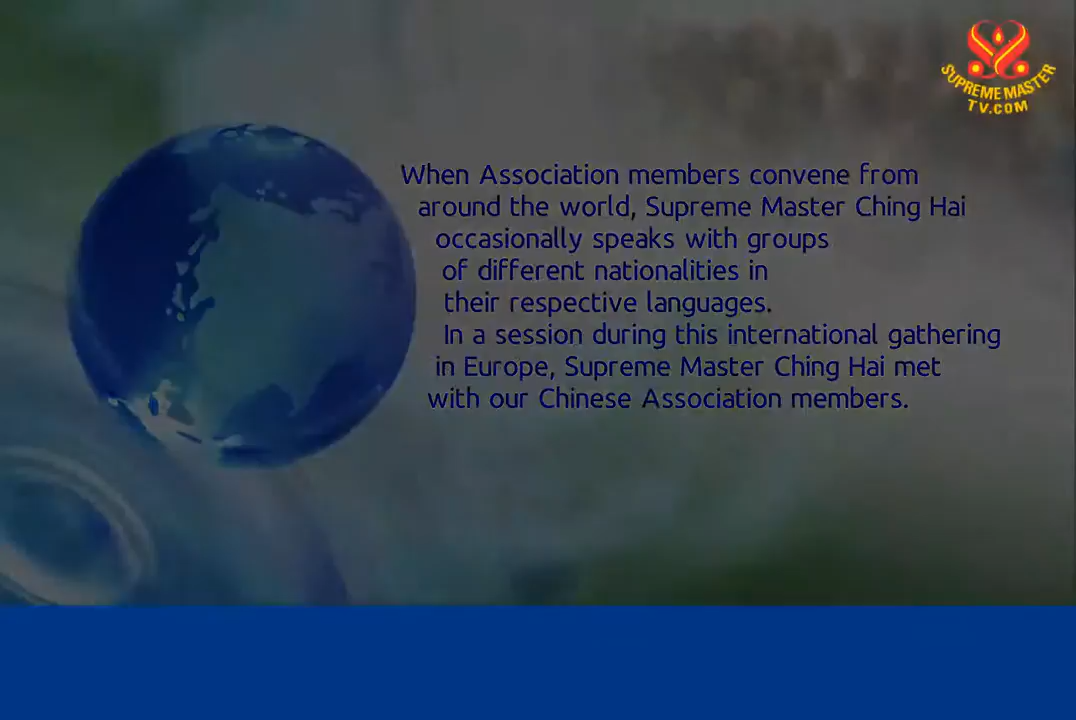 SUPREME MASTER
TV.COM
When Association members convene from
around the world, Supreme Master Ching Hai
occasionally speaks with groups
of different nationalities in
their respective languages.
In a session during this international gathering
in Europe, Supreme Master Ching Hai met
with our Chinese Association members.